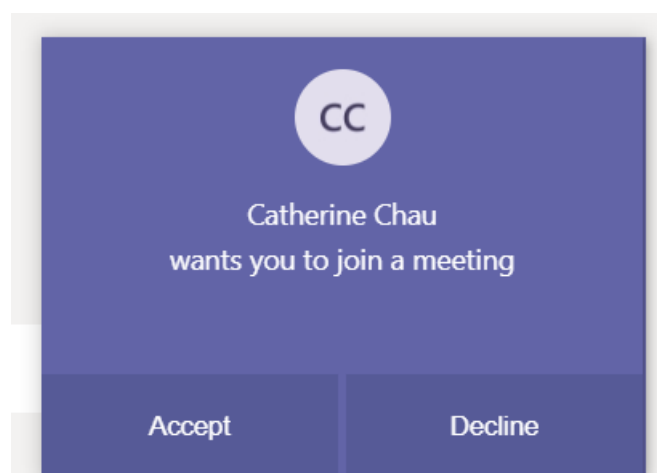 CC
Catherine Chau
wants you to join a meeting
Accept
Decline